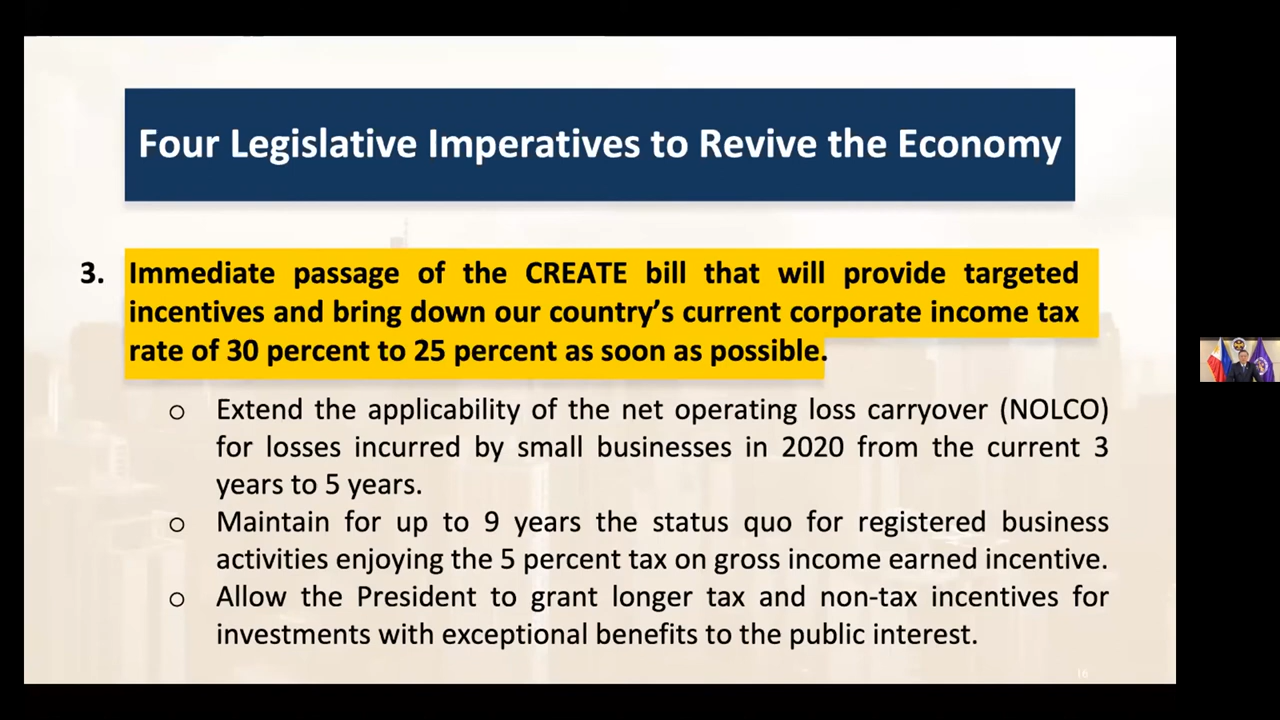 Four Legislative Imperatives to Revive the Economy
3. Immediate passage of the CREATE bill that will provide targeted
incentives and bring down our country’s current corporate income tax
rate of 30 percent to 25 percent as soon as possible.
o Extend the applicability of the net operating loss carryover (NOLCO)
for losses incurred by small businesses in 2020 from the current 3
years to 5 years.
o Maintain for up to 9 years the status quo for registered business
activities enjoying the 5 percent tax on gross income earned incentive.
o Allow the President to grant longer tax and non-tax incentives for
investments with exceptional benefits to the public interest.
16